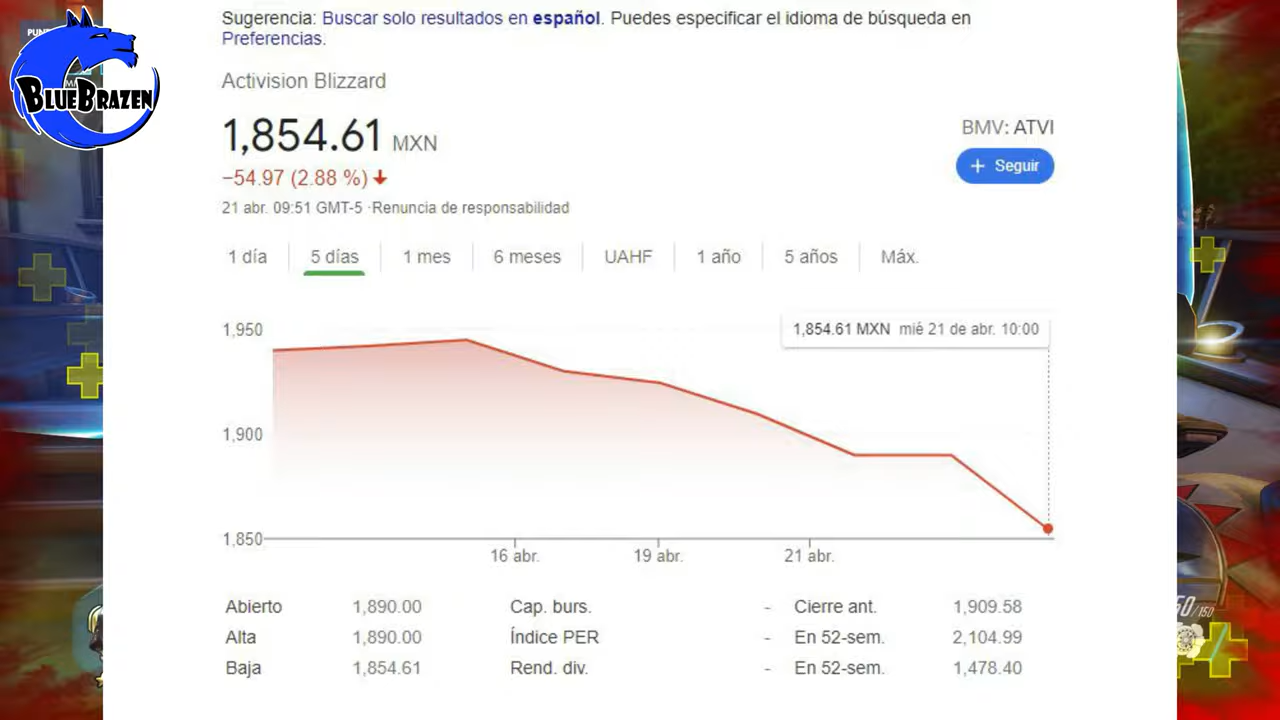 Sugerencia: Buscar solo resultados en español. Puedes especificar el idioma de búsqueda en
Preferencias.
BLUEBRAZEN
Activision Blizzard
1,854.61 MXN
BMV: ATVI
−54.97 (2.88 %)
+ Seguir
21 abr. 09:51 GMT-5 ·Renuncia de responsabilidad
1 día 5 días 1 mes 6 meses UAHF 1 año 5 años Máx.
1,854.61 MXN mié 21 de abr. 10:00
1,950
1,900
1,850
16 abr. 19 abr. 21 abr.
Abierto 1,890.00 Cap. burs. - Cierre ant. 1,909.58
Alta 1,890.00 Índice PER - En 52-sem. 2,104.99
Baja 1,854.61 Rend. div. - En 52-sem. 1,478.40
/150